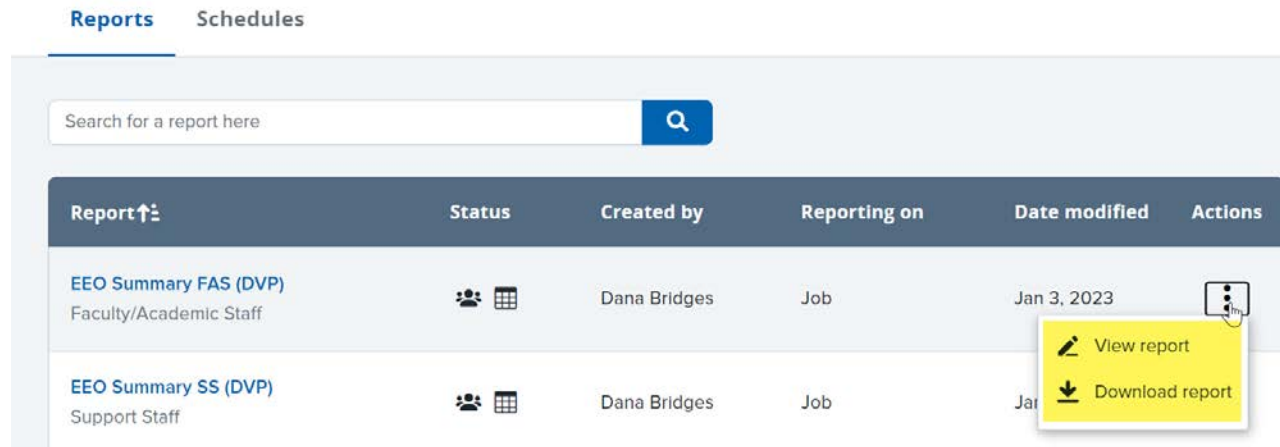 Reports Schedules
Search for a report here
Report Status Created by Reporting on Date modified Actions
EEO Summary FAS (DVP)
Faculty/Academic Staff
Dana Bridges Job Jan 3, 2023
View report
Download report
EEO Summary SS (DVP)
Support Staff
Dana Bridges Job